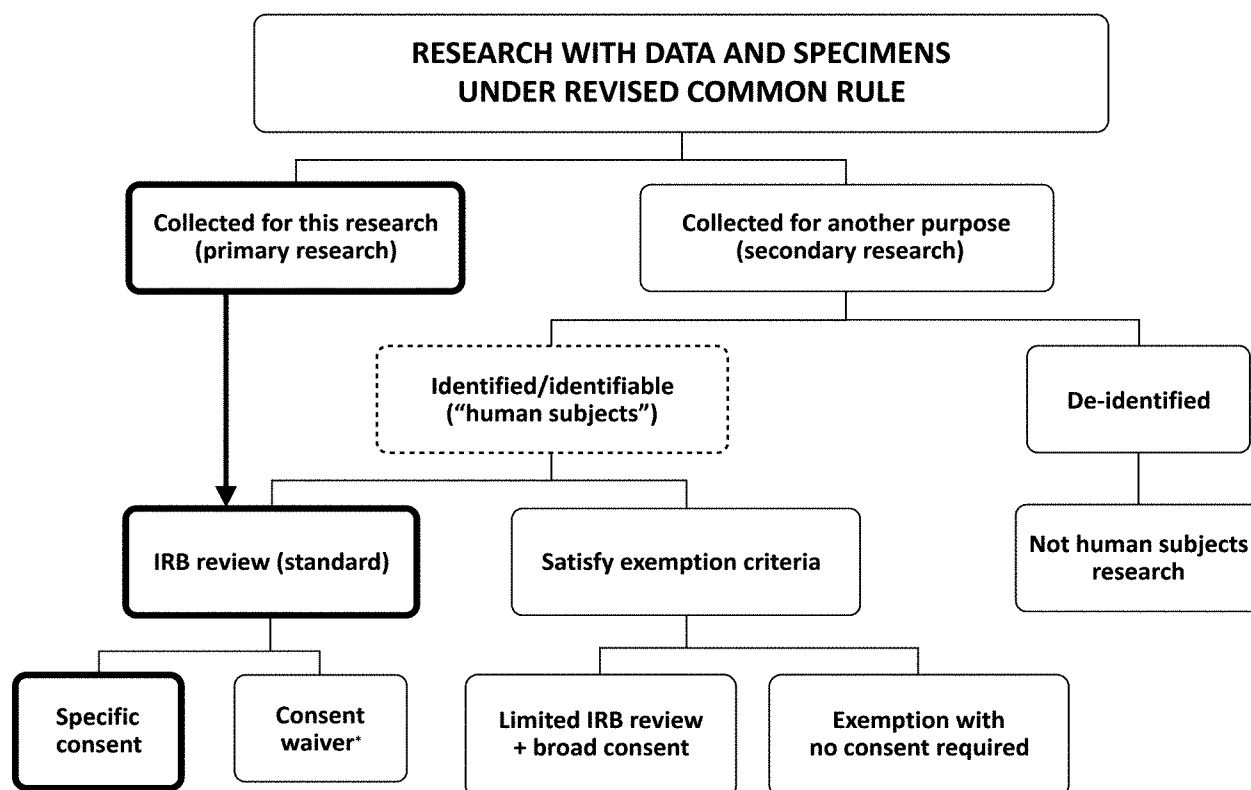 RESEARCH WITH DATA AND SPECIMENS
UNDER REVISED COMMON RULE
Collected for this research
(primary research)
Collected for another purpose
(secondary research)
Identified/identifiable
(“human subjects”)
De-identified
IRB review (standard)
Satisfy exemption criteria
Not human subjects
research
Specific
consent
Consent
waiver*
Limited IRB review
+ broad consent
Exemption with
no consent required